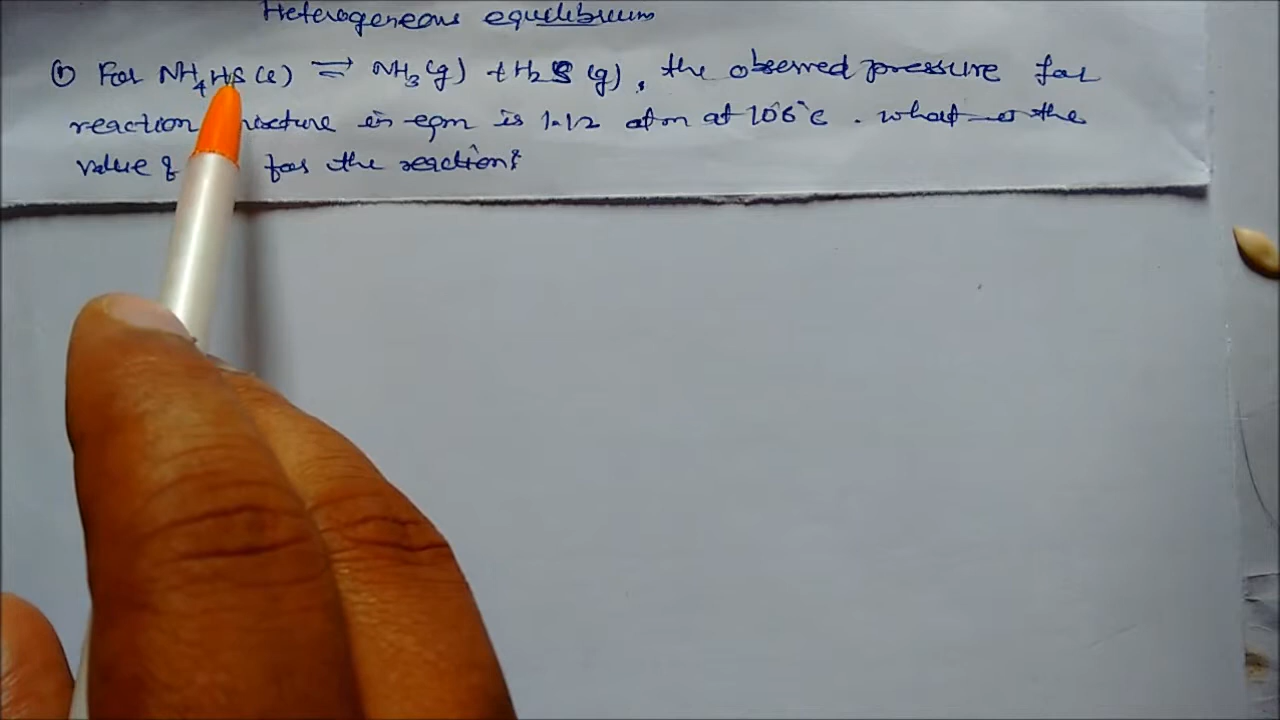 Heterogeneous equilibrium
① For NH₄HS(s) ⇌ NH₃(g) + H₂S (g), the observed pressure for
reaction mixture in eqm is 1.12 atm at 106°C. what is the
value of for the reaction?